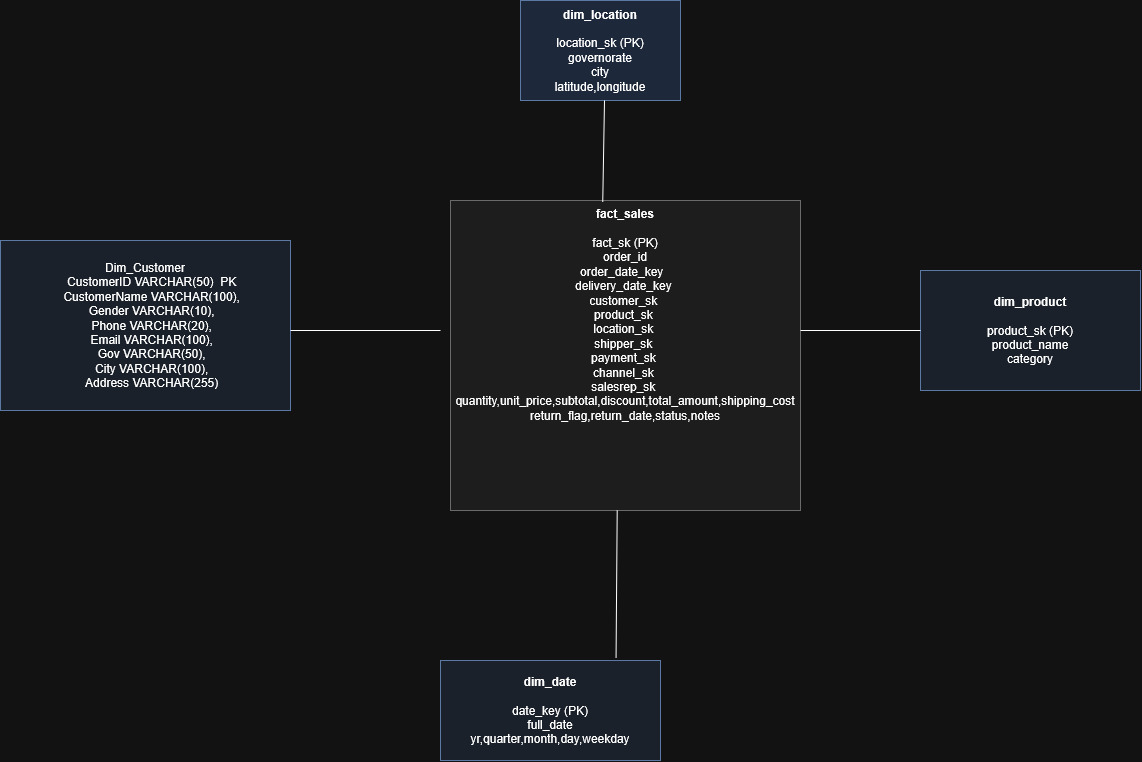 dim_location
location_sk (PK)
governorate
city
latitude,longitude
fact_sales
fact_sk (PK)
order_id
order_date_key
delivery_date_key
customer_sk
product_sk
location_sk
shipper_sk
payment_sk
channel_sk
salesrep_sk
quantity,unit_price,subtotal,discount,total_amount,shipping_cost
return_flag,return_date,status,notes
Dim_Customer
CustomerID VARCHAR(50)  PK
CustomerName VARCHAR(100),
Gender VARCHAR(10),
Phone VARCHAR(20),
Email VARCHAR(100),
Gov VARCHAR(50),
City VARCHAR(100),
Address VARCHAR(255)
dim_product
product_sk (PK)
product_name
category
dim_date
date_key (PK)
full_date
yr,quarter,month,day,weekday